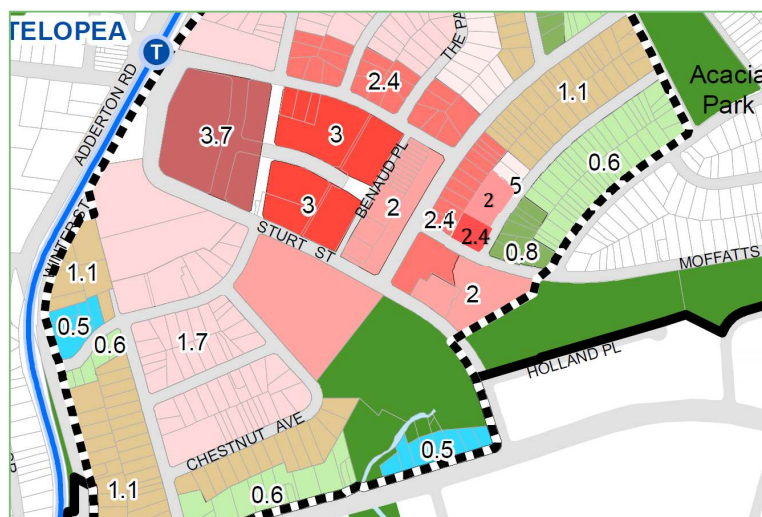 TELOPEA
T
ADDERTON RD
THE PA
2.4
1.1
Acacia
Park
3.7
3
BENAUD PL
0.6
3
2
2
5
2.4
2.4
0.8
STURT ST
WINTER ST
1.1
MOFFATTS
2
0.5
0.6
1.7
HOLLAND PL
CHESTNUT AVE
0.5
1.1
0.6